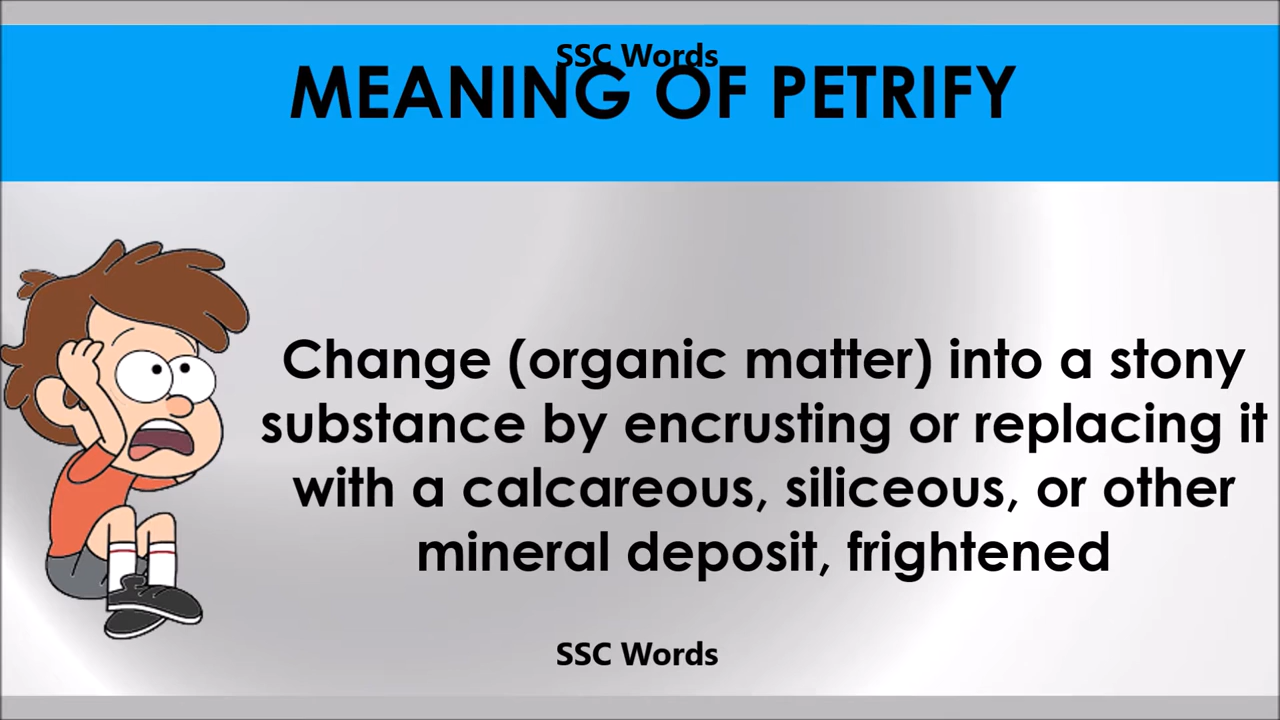 SSC Words
MEANING OF PETRIFY
Change (organic matter) into a stony
substance by encrusting or replacing it
with a calcareous, siliceous, or other
mineral deposit, frightened
SSC Words